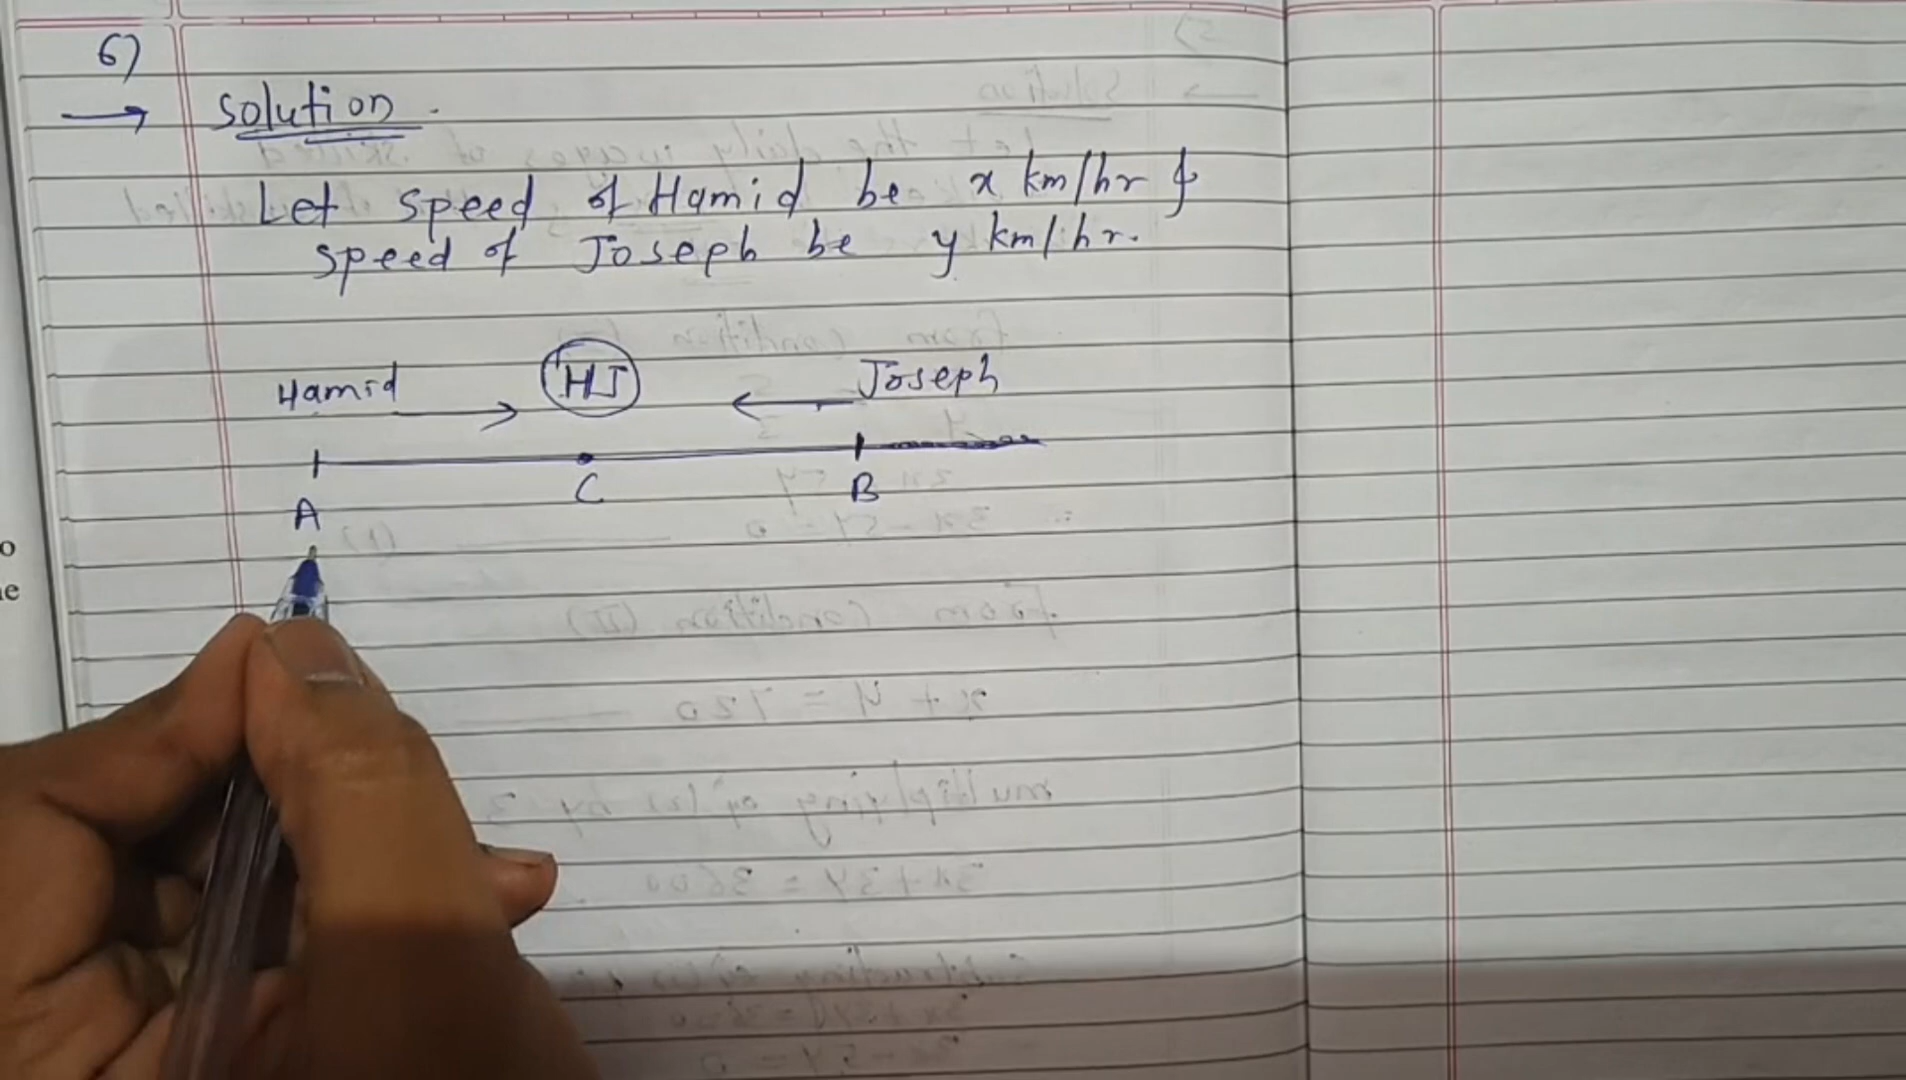 6)
→ Solution.
Let speed of Hamid be x km/hr &
speed of Joseph be y km/hr.
Hamid HJ Joseph
A C B